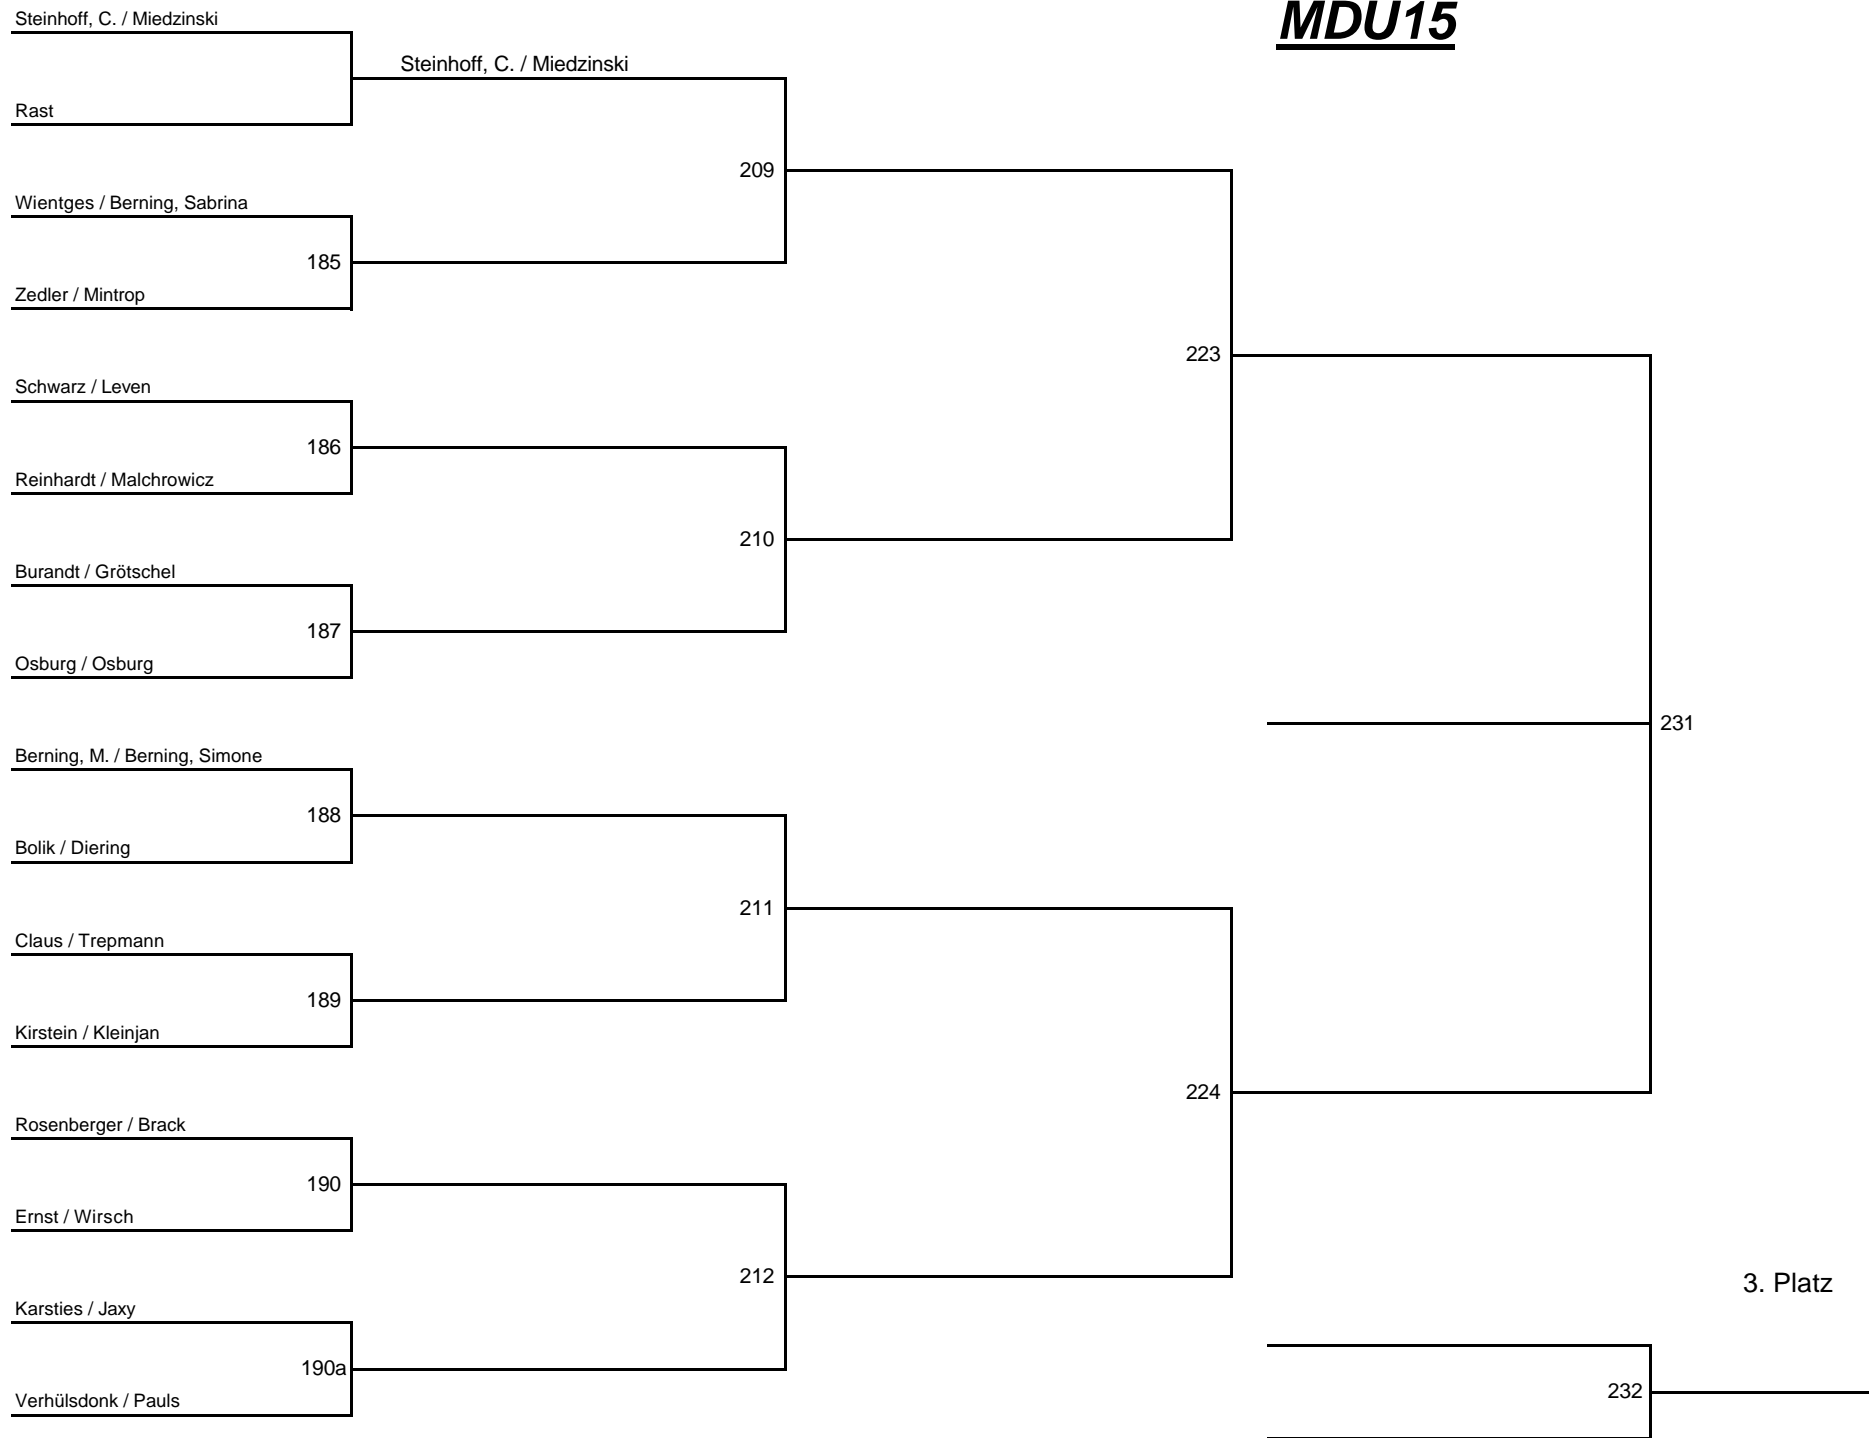 MDU15
Steinhoff, C. / Miedzinski
Steinhoff, C. / Miedzinski
Rast
209
Wientges / Berning, Sabrina
185
Zedler / Mintrop
223
Schwarz / Leven
186
Reinhardt / Malchrowicz
210
Burandt / Grötschel
187
Osburg / Osburg
231
Berning, M. / Berning, Simone
188
Bolik / Diering
211
Claus / Trepmann
189
Kirstein / Kleinjan
224
Rosenberger / Brack
190
Ernst / Wirsch
212
3. Platz
Karsties / Jaxy
190a
232
Verhülsdonk / Pauls